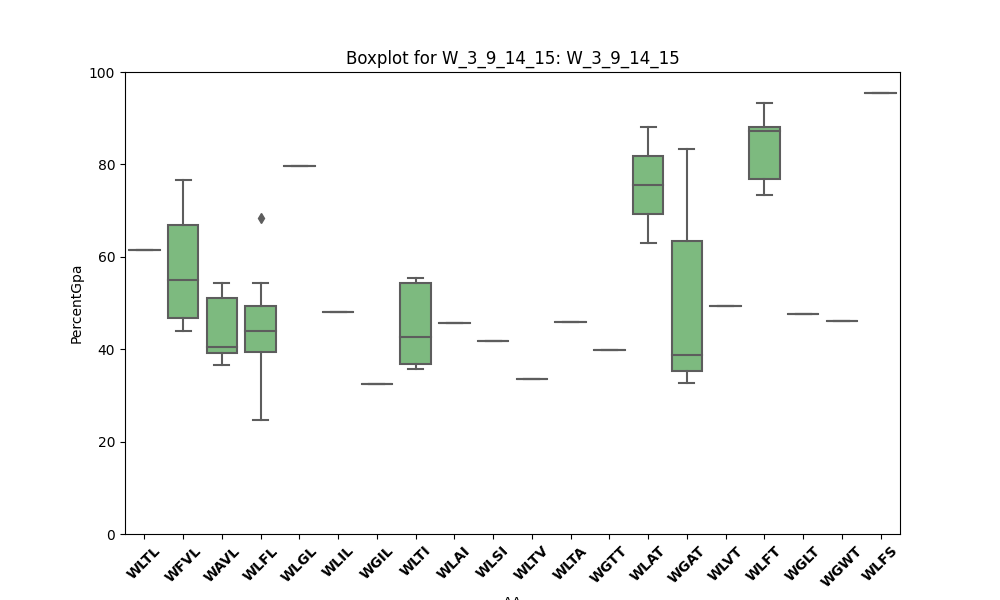 Boxplot for W_3_9_14_15: W_3_9_14_15
PercentGpa
100
80
60
40
20
0
WLTL WFVL WAVL WLFL WLGL WLIL WGIL WLTI WLAI WLSI WLTV WLTA WGTT WLAT WGAT WLVT WLFT WGLT WGWT WLFS